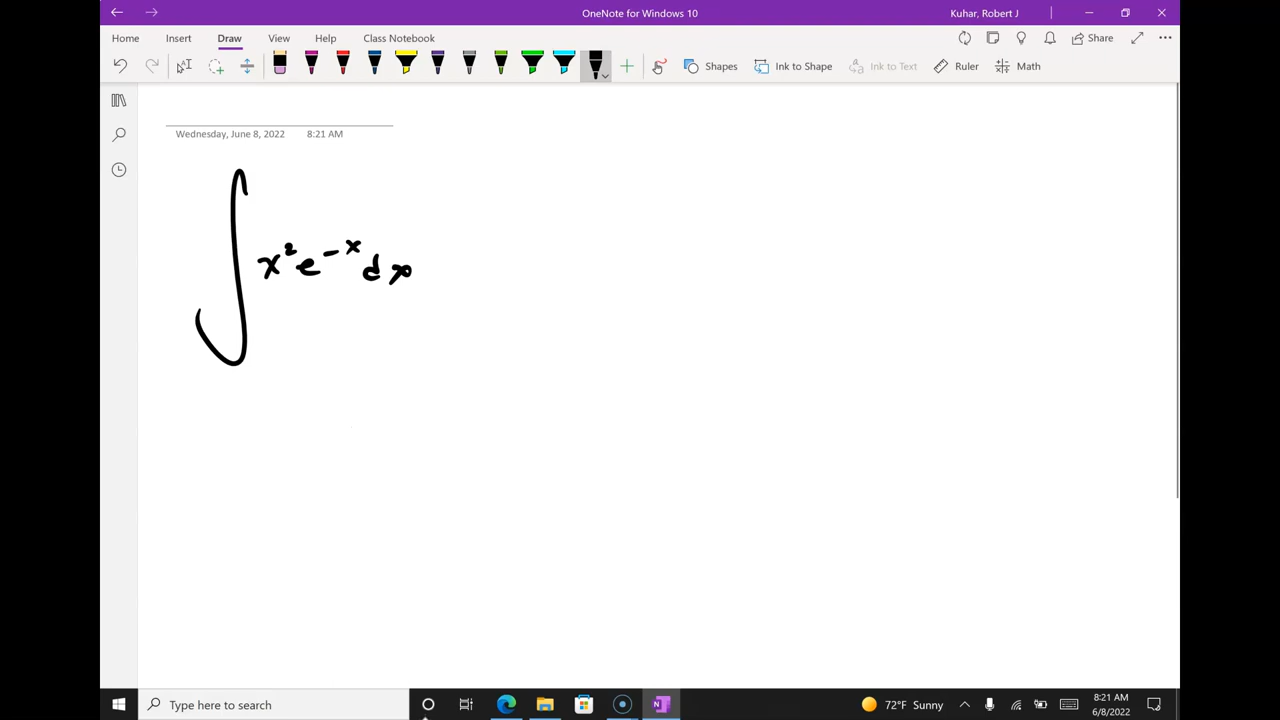 OneNote for Windows 10
Kuhar, Robert J
Home Insert Draw View Help Class Notebook
Share
Shapes Ink to Shape Ink to Text Ruler Math
Wednesday, June 8, 2022 8:21 AM
∫ x² e^{-x} dx
Type here to search
72°F Sunny
8:21 AM
6/8/2022